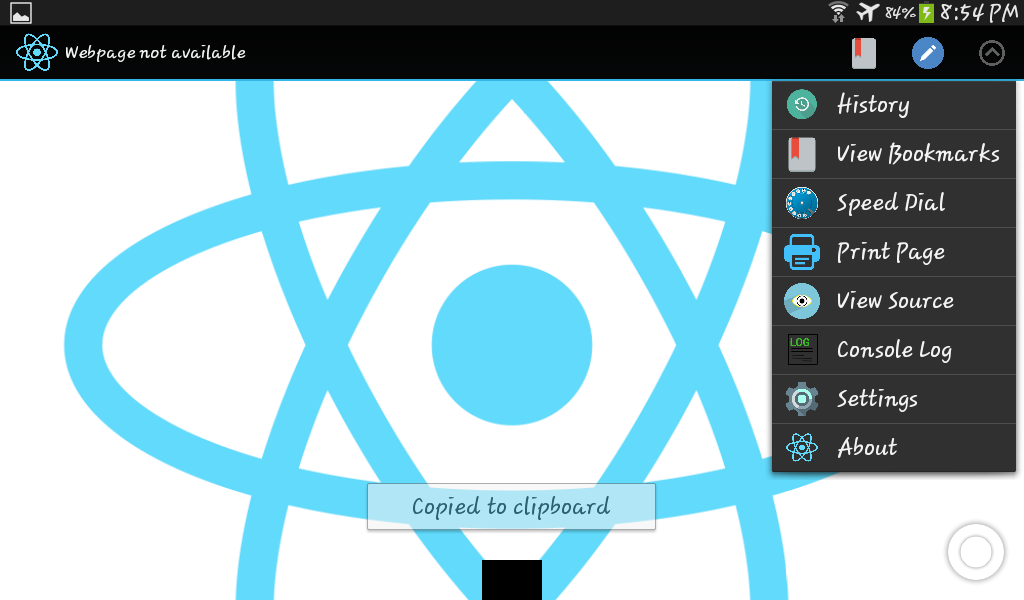 84% 8:54 PM
Webpage not available
History
View Bookmarks
Speed Dial
Print Page
View Source
LOG
Console Log
Settings
About
Copied to clipboard